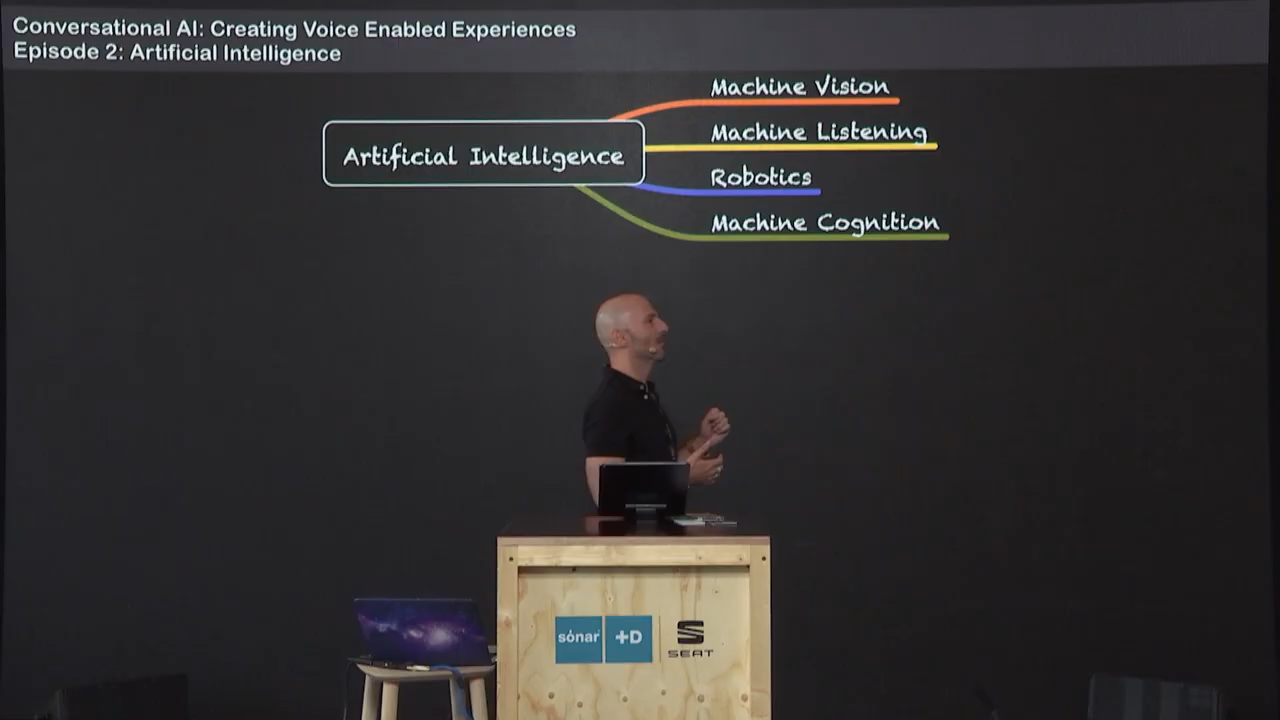 Conversational AI: Creating Voice Enabled Experiences
Episode 2: Artificial Intelligence
Machine Vision
Machine Listening
Artificial Intelligence
Robotics
Machine Cognition
sónar +D
SEAT